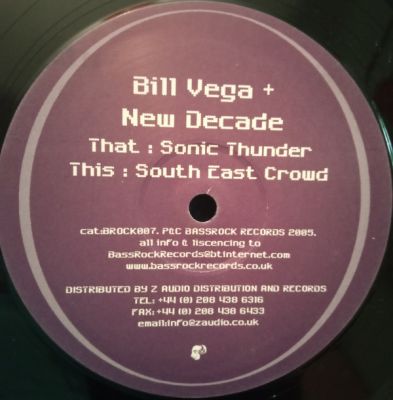 Bill Vega +
New Decade
That : Sonic Thunder
This : South East Crowd
cat:BROCK007. P&C BASSROCK RECORDS 2005.
all info & liscencing to
BassRockRecords@btinternet.com
www.bassrockrecords.co.uk
DISTRIBUTED BY Z AUDIO DISTRIBUTION AND RECORDS
TEL: +44 (0) 208 438 6316
FAX:+44 (0) 208 438 6433
email:info@zaudio.co.uk